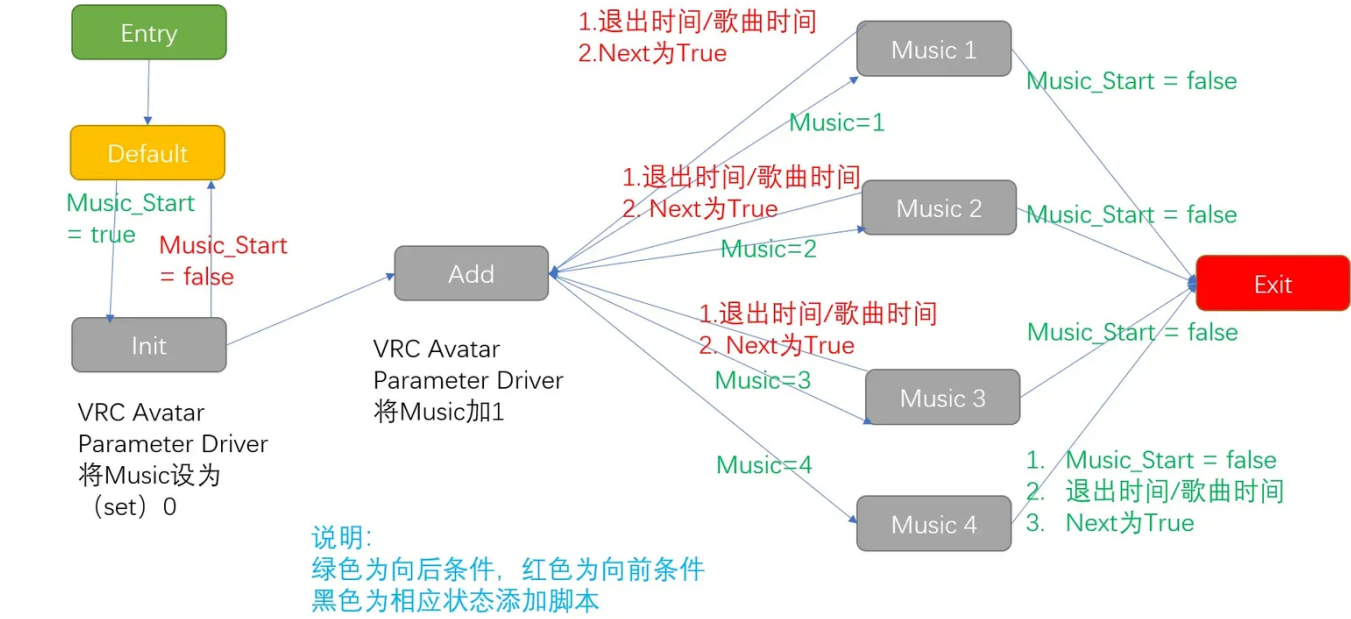 Entry
Default
Music_Start
= true
Music_Start
= false
Init
VRC Avatar
Parameter Driver
将Music设为
（set）0
Add
VRC Avatar
Parameter Driver
将Music加1
1.退出时间/歌曲时间
2.Next为True
Music 1
Music=1
Music_Start = false
1.退出时间/歌曲时间
2. Next为True
Music 2
Music=2
Music_Start = false
1.退出时间/歌曲时间
2. Next为True
Music 3
Music=3
Music_Start = false
Music=4
Music 4
1. Music_Start = false
2. 退出时间/歌曲时间
3. Next为True
Exit
说明:
绿色为向后条件，红色为向前条件
黑色为相应状态添加脚本